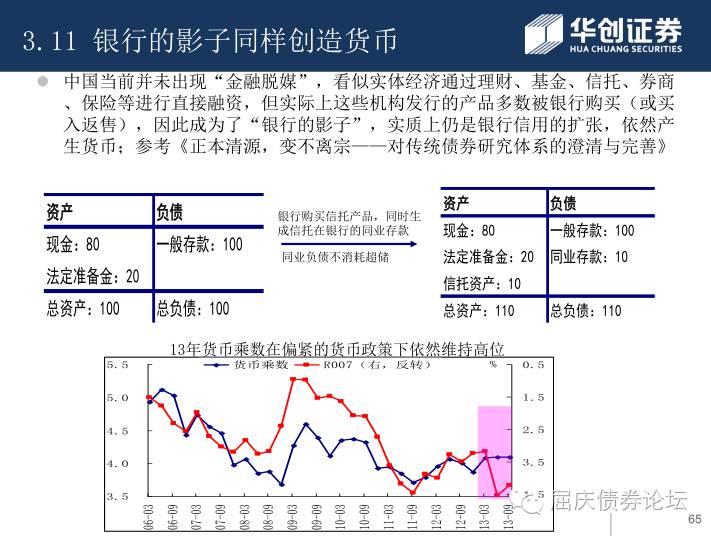 3.11 银行的影子同样创造货币
华创证券
HUA CHUANG SECURITIES
中国当前并未出现“金融脱媒”，看似实体经济通过理财、基金、信托、券商
、保险等进行直接融资，但实际上这些机构发行的产品多数被银行购买（或买
入返售），因此成为了“银行的影子”，实质上仍是银行信用的扩张，依然产
生货币；参考《正本清源，变不离宗——对传统债券研究体系的澄清与完善》
资产 负债
现金：80 一般存款：100
法定准备金：20
总资产：100 总负债：100
银行购买信托产品，同时生
成信托在银行的同业存款
同业负债不消耗超储
资产 负债
现金：80 一般存款：100
法定准备金：20 同业存款：10
信托资产：10
总资产：110 总负债：110
13年货币乘数在偏紧的货币政策下依然维持高位
货币乘数 R007（右，反转） %
5.5 0.5
5.0 1.5
4.5 2.5
4.0 3.5
3.5 4.5
06-03 06-09 07-03 07-09 08-03 08-09 09-03 09-09 10-03 10-09 11-03 11-09 12-03 12-09 13-03 13-09
屈庆债券论坛
65